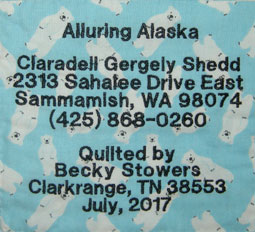 Alluring Alaska
Claradell Gergely Shedd
2313 Sahalee Drive East
Sammamish, WA 98074
(425) 868-0260
Quilted by
Becky Stowers
Clarkrange, TN 38553
July, 2017